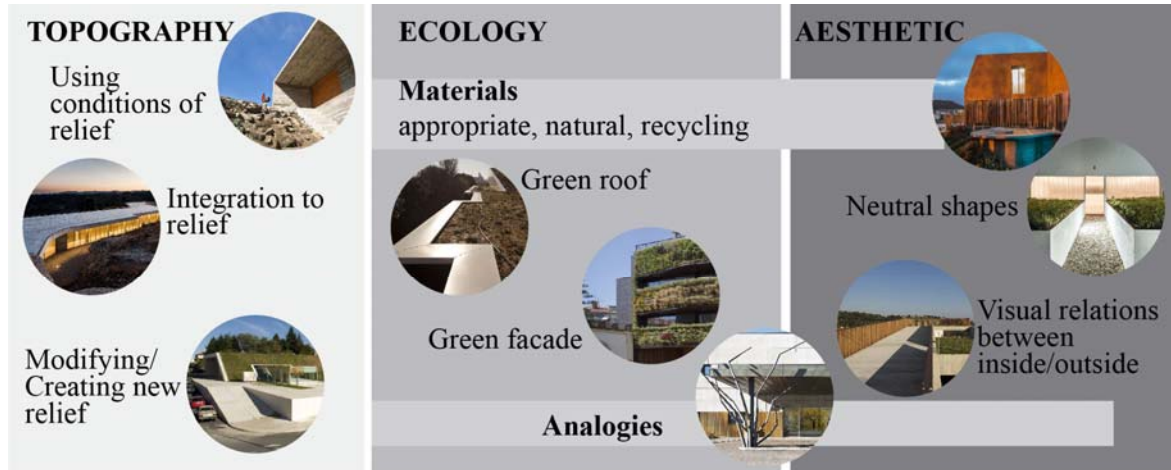 TOPOGRAPHY
Using
conditions of
relief
Integration to
relief
Modifying/
Creating new
relief
ECOLOGY
Materials
appropriate, natural, recycling
Green roof
Green facade
Analogies
AESTHETIC
Neutral shapes
Visual relations
between
inside/outside